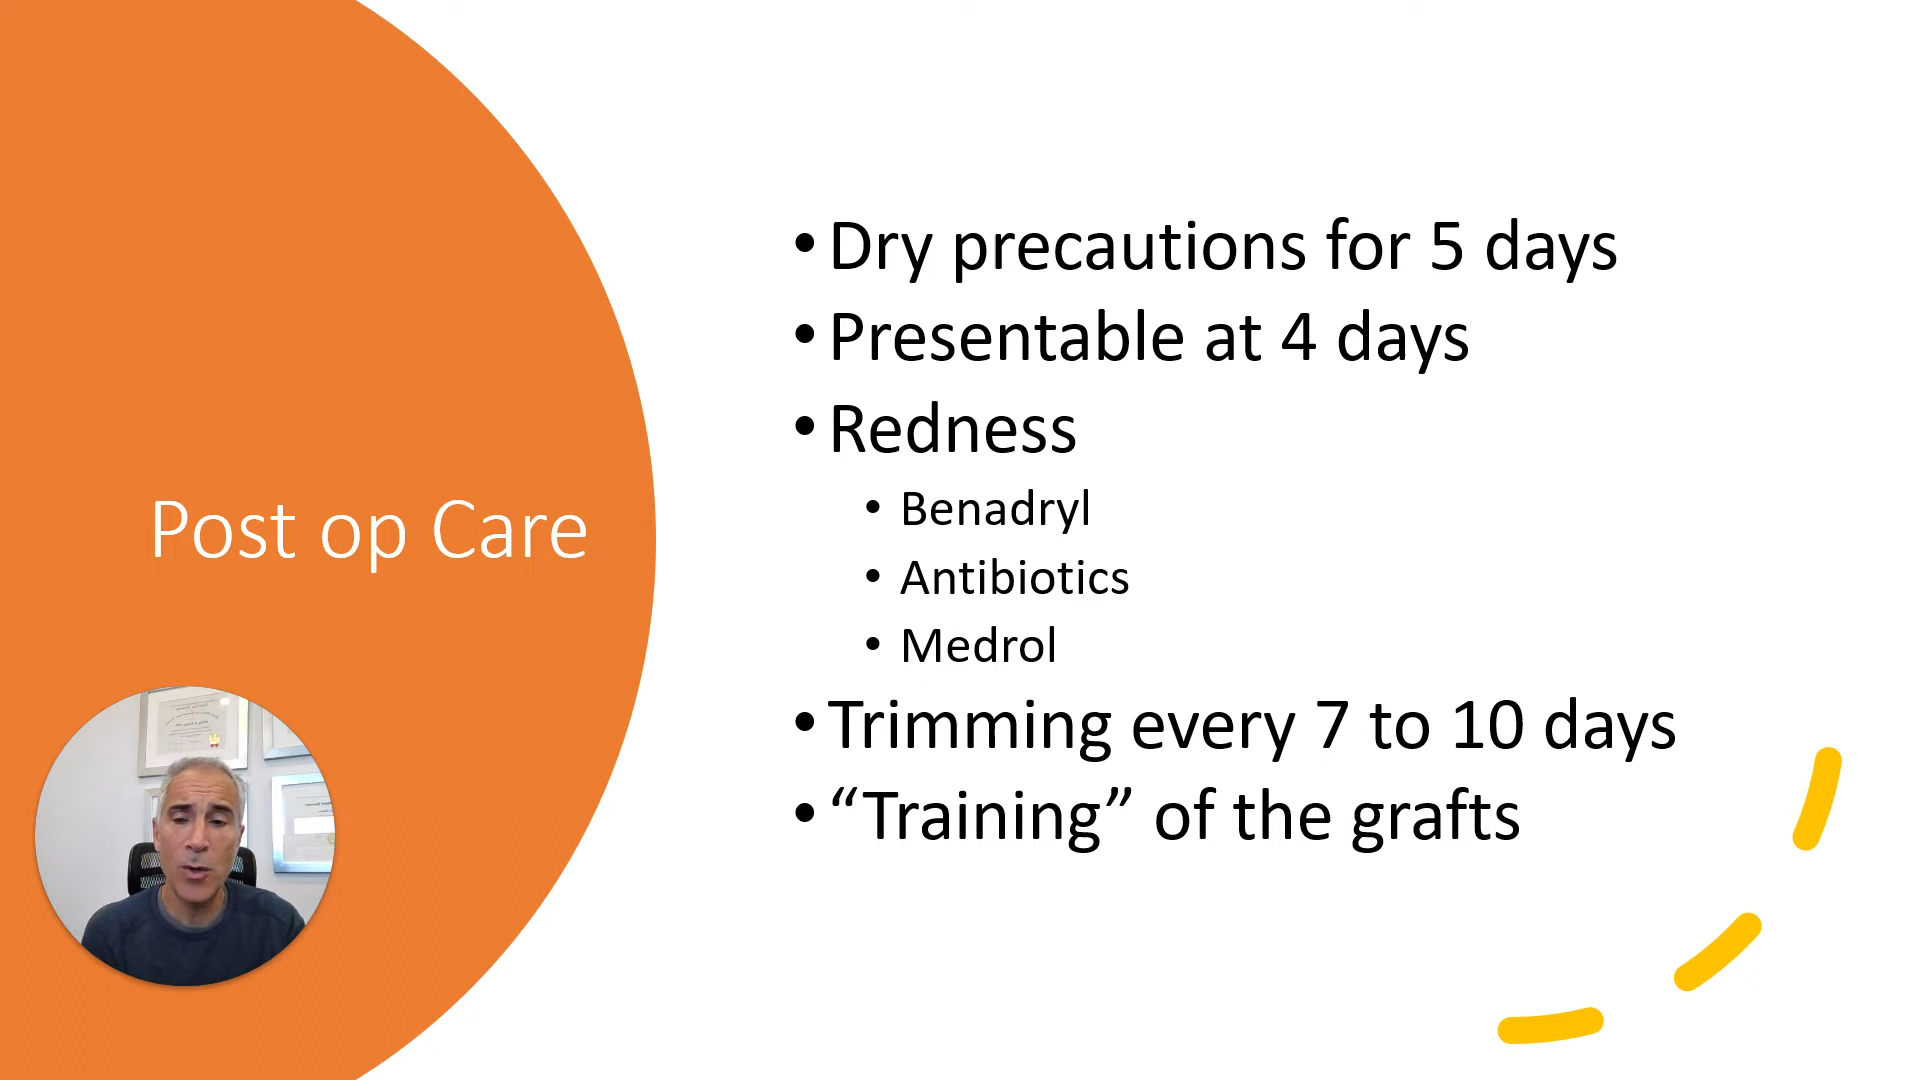 Post op Care
• Dry precautions for 5 days
• Presentable at 4 days
• Redness
• Benadryl
• Antibiotics
• Medrol
• Trimming every 7 to 10 days
• “Training” of the grafts